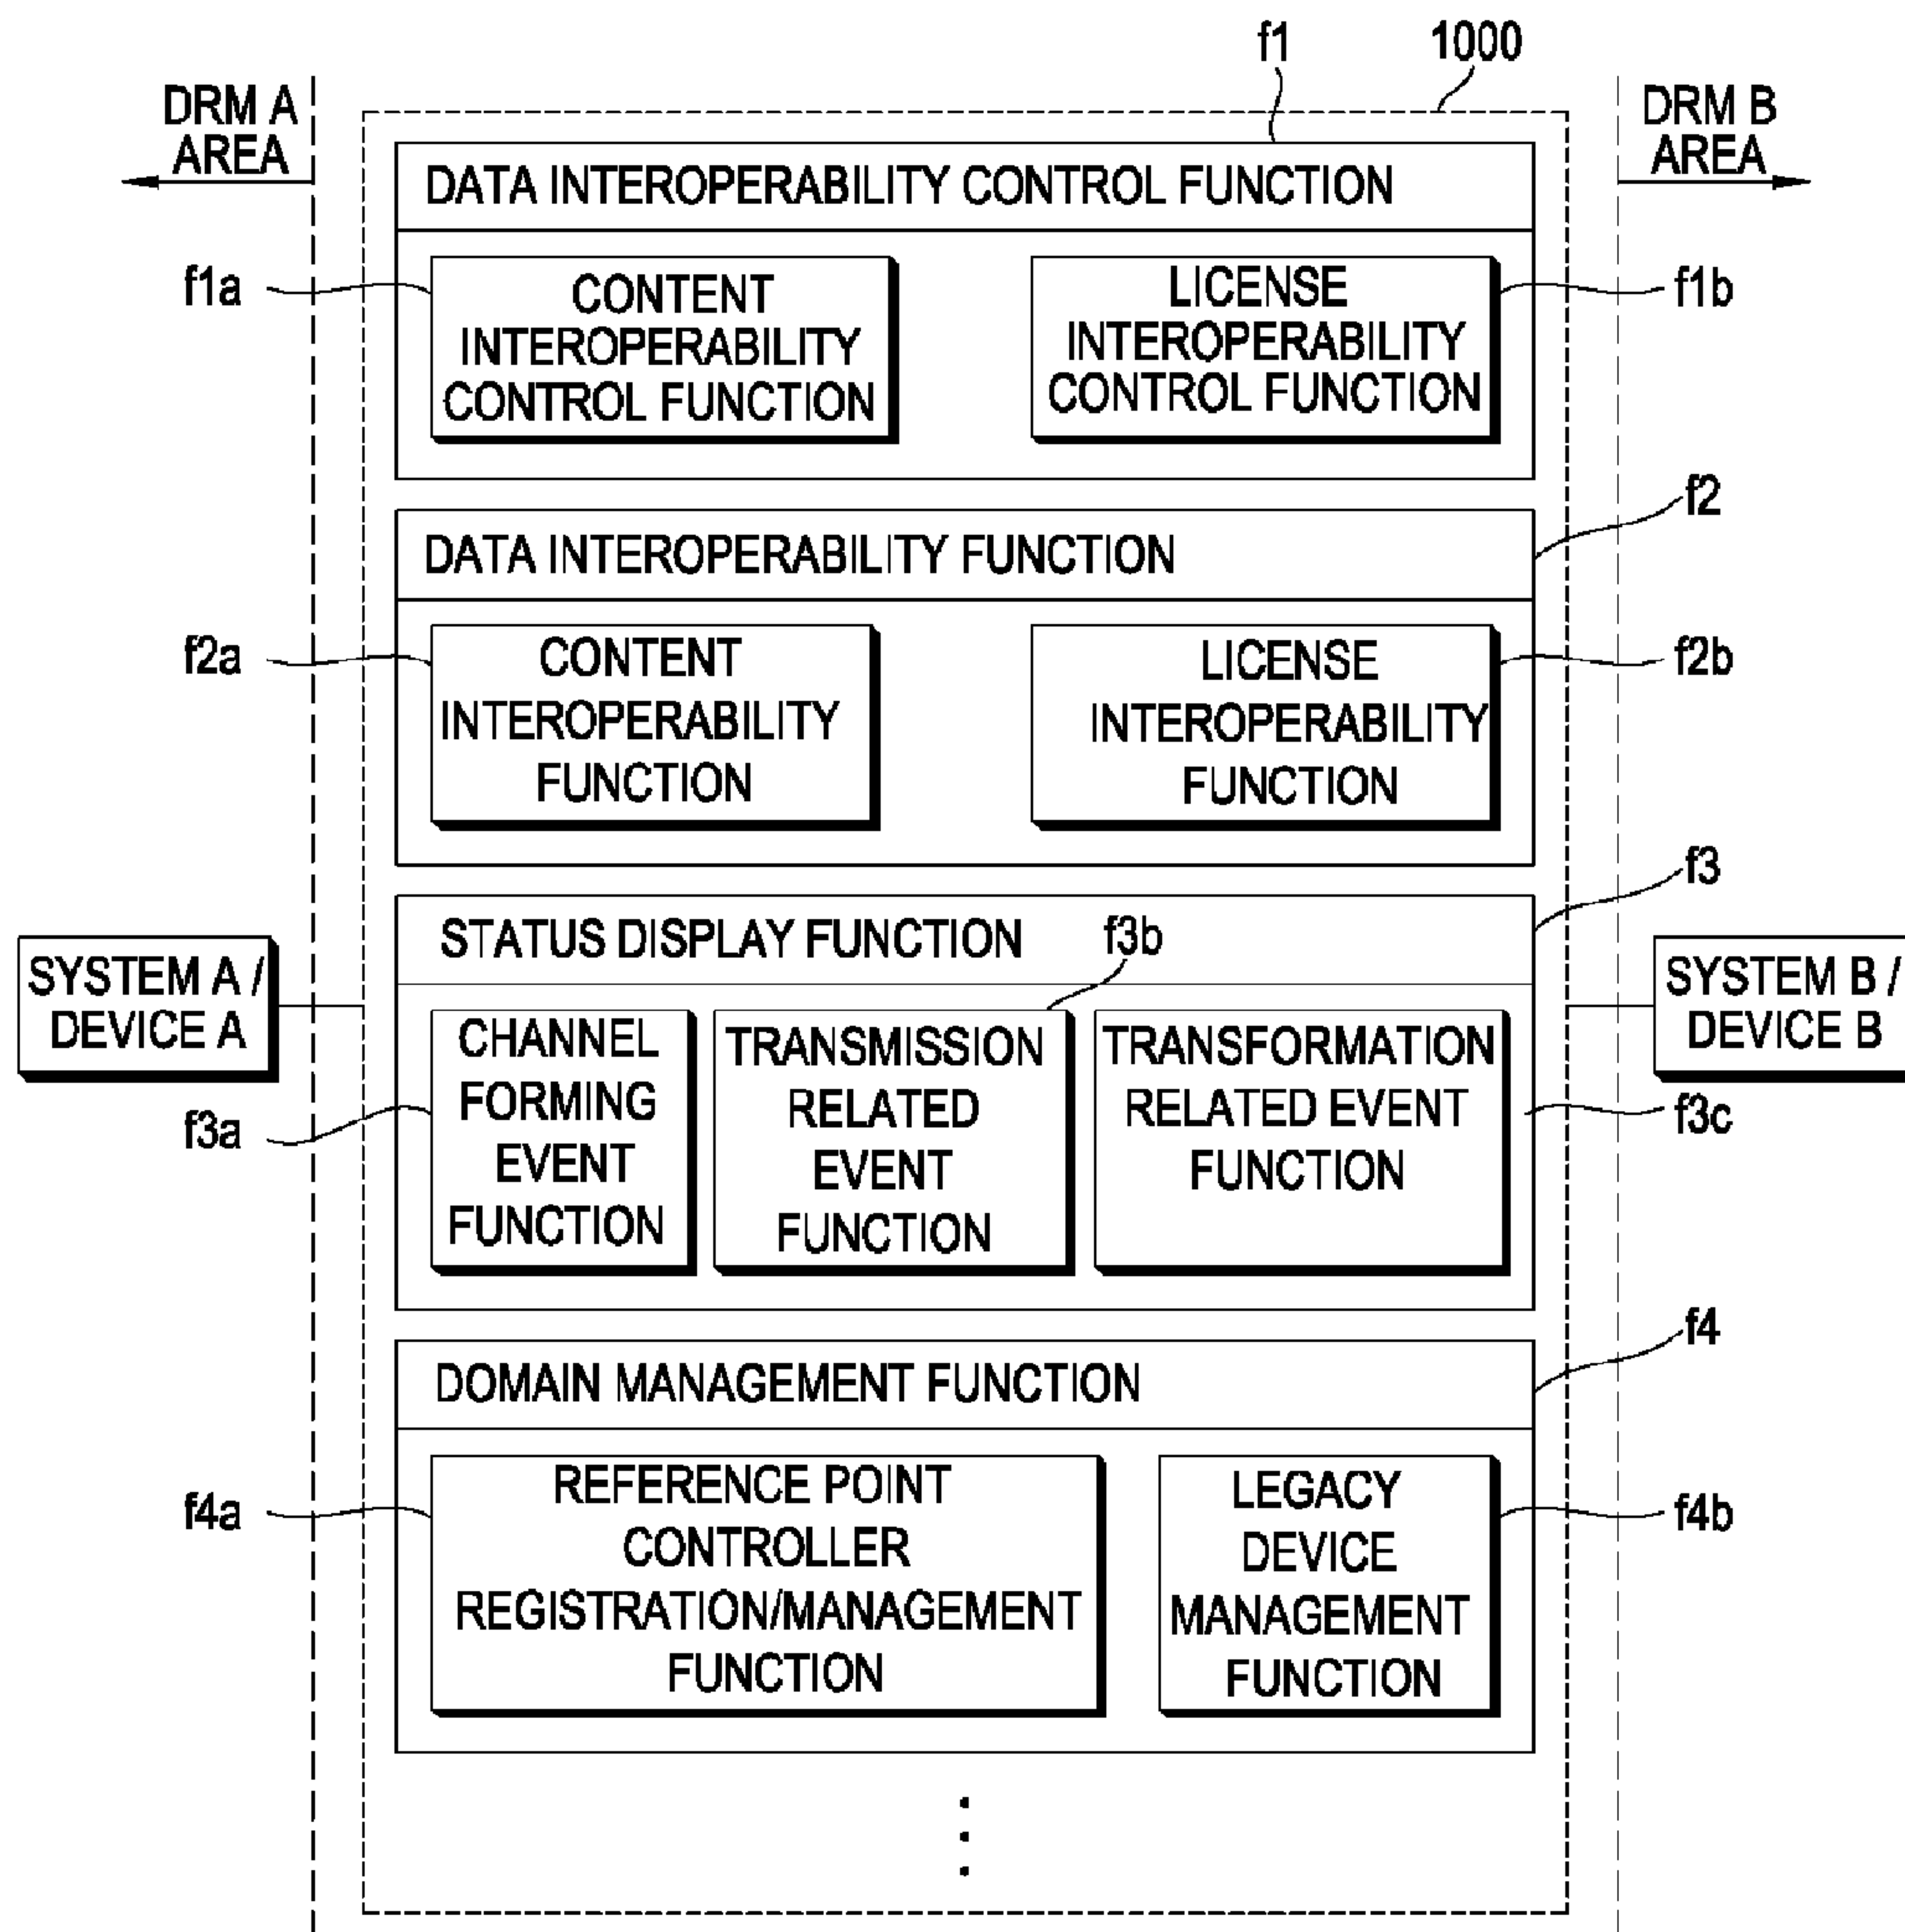 f1
1000
DRM A
AREA
DRM B
AREA
DATA INTEROPERABILITY CONTROL FUNCTION
f1a
CONTENT
INTEROPERABILITY
CONTROL FUNCTION
LICENSE
INTEROPERABILITY
CONTROL FUNCTION
f1b
f2
DATA INTEROPERABILITY FUNCTION
f2a
CONTENT
INTEROPERABILITY
FUNCTION
LICENSE
INTEROPERABILITY
FUNCTION
f2b
f3
STATUS DISPLAY FUNCTION
f3b
SYSTEM A /
DEVICE A
SYSTEM B /
DEVICE B
f3a
CHANNEL
FORMING
EVENT
FUNCTION
TRANSMISSION
RELATED
EVENT
FUNCTION
TRANSFORMATION
RELATED EVENT
FUNCTION
f3c
f4
DOMAIN MANAGEMENT FUNCTION
f4a
REFERENCE POINT
CONTROLLER
REGISTRATION/MANAGEMENT
FUNCTION
LEGACY
DEVICE
MANAGEMENT
FUNCTION
f4b